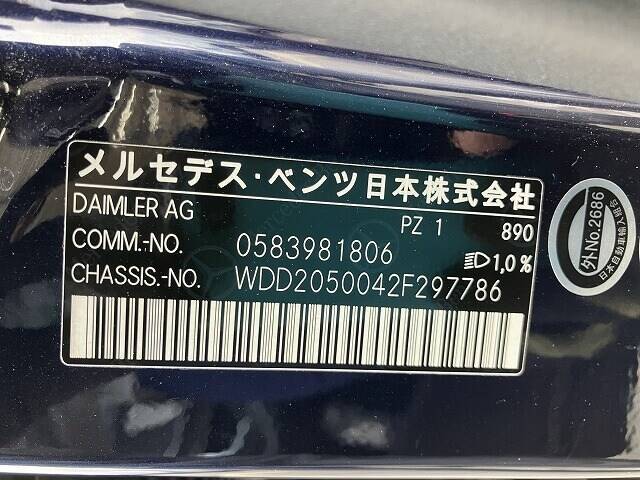 メルセデス・ベンツ日本株式会社
DAIMLER AG
PZ 1 890
COMM.-NO. 0583981806
1,0%
CHASSIS.-NO. WDD2050042F297786
外No.2686
日本自動車輸入組合